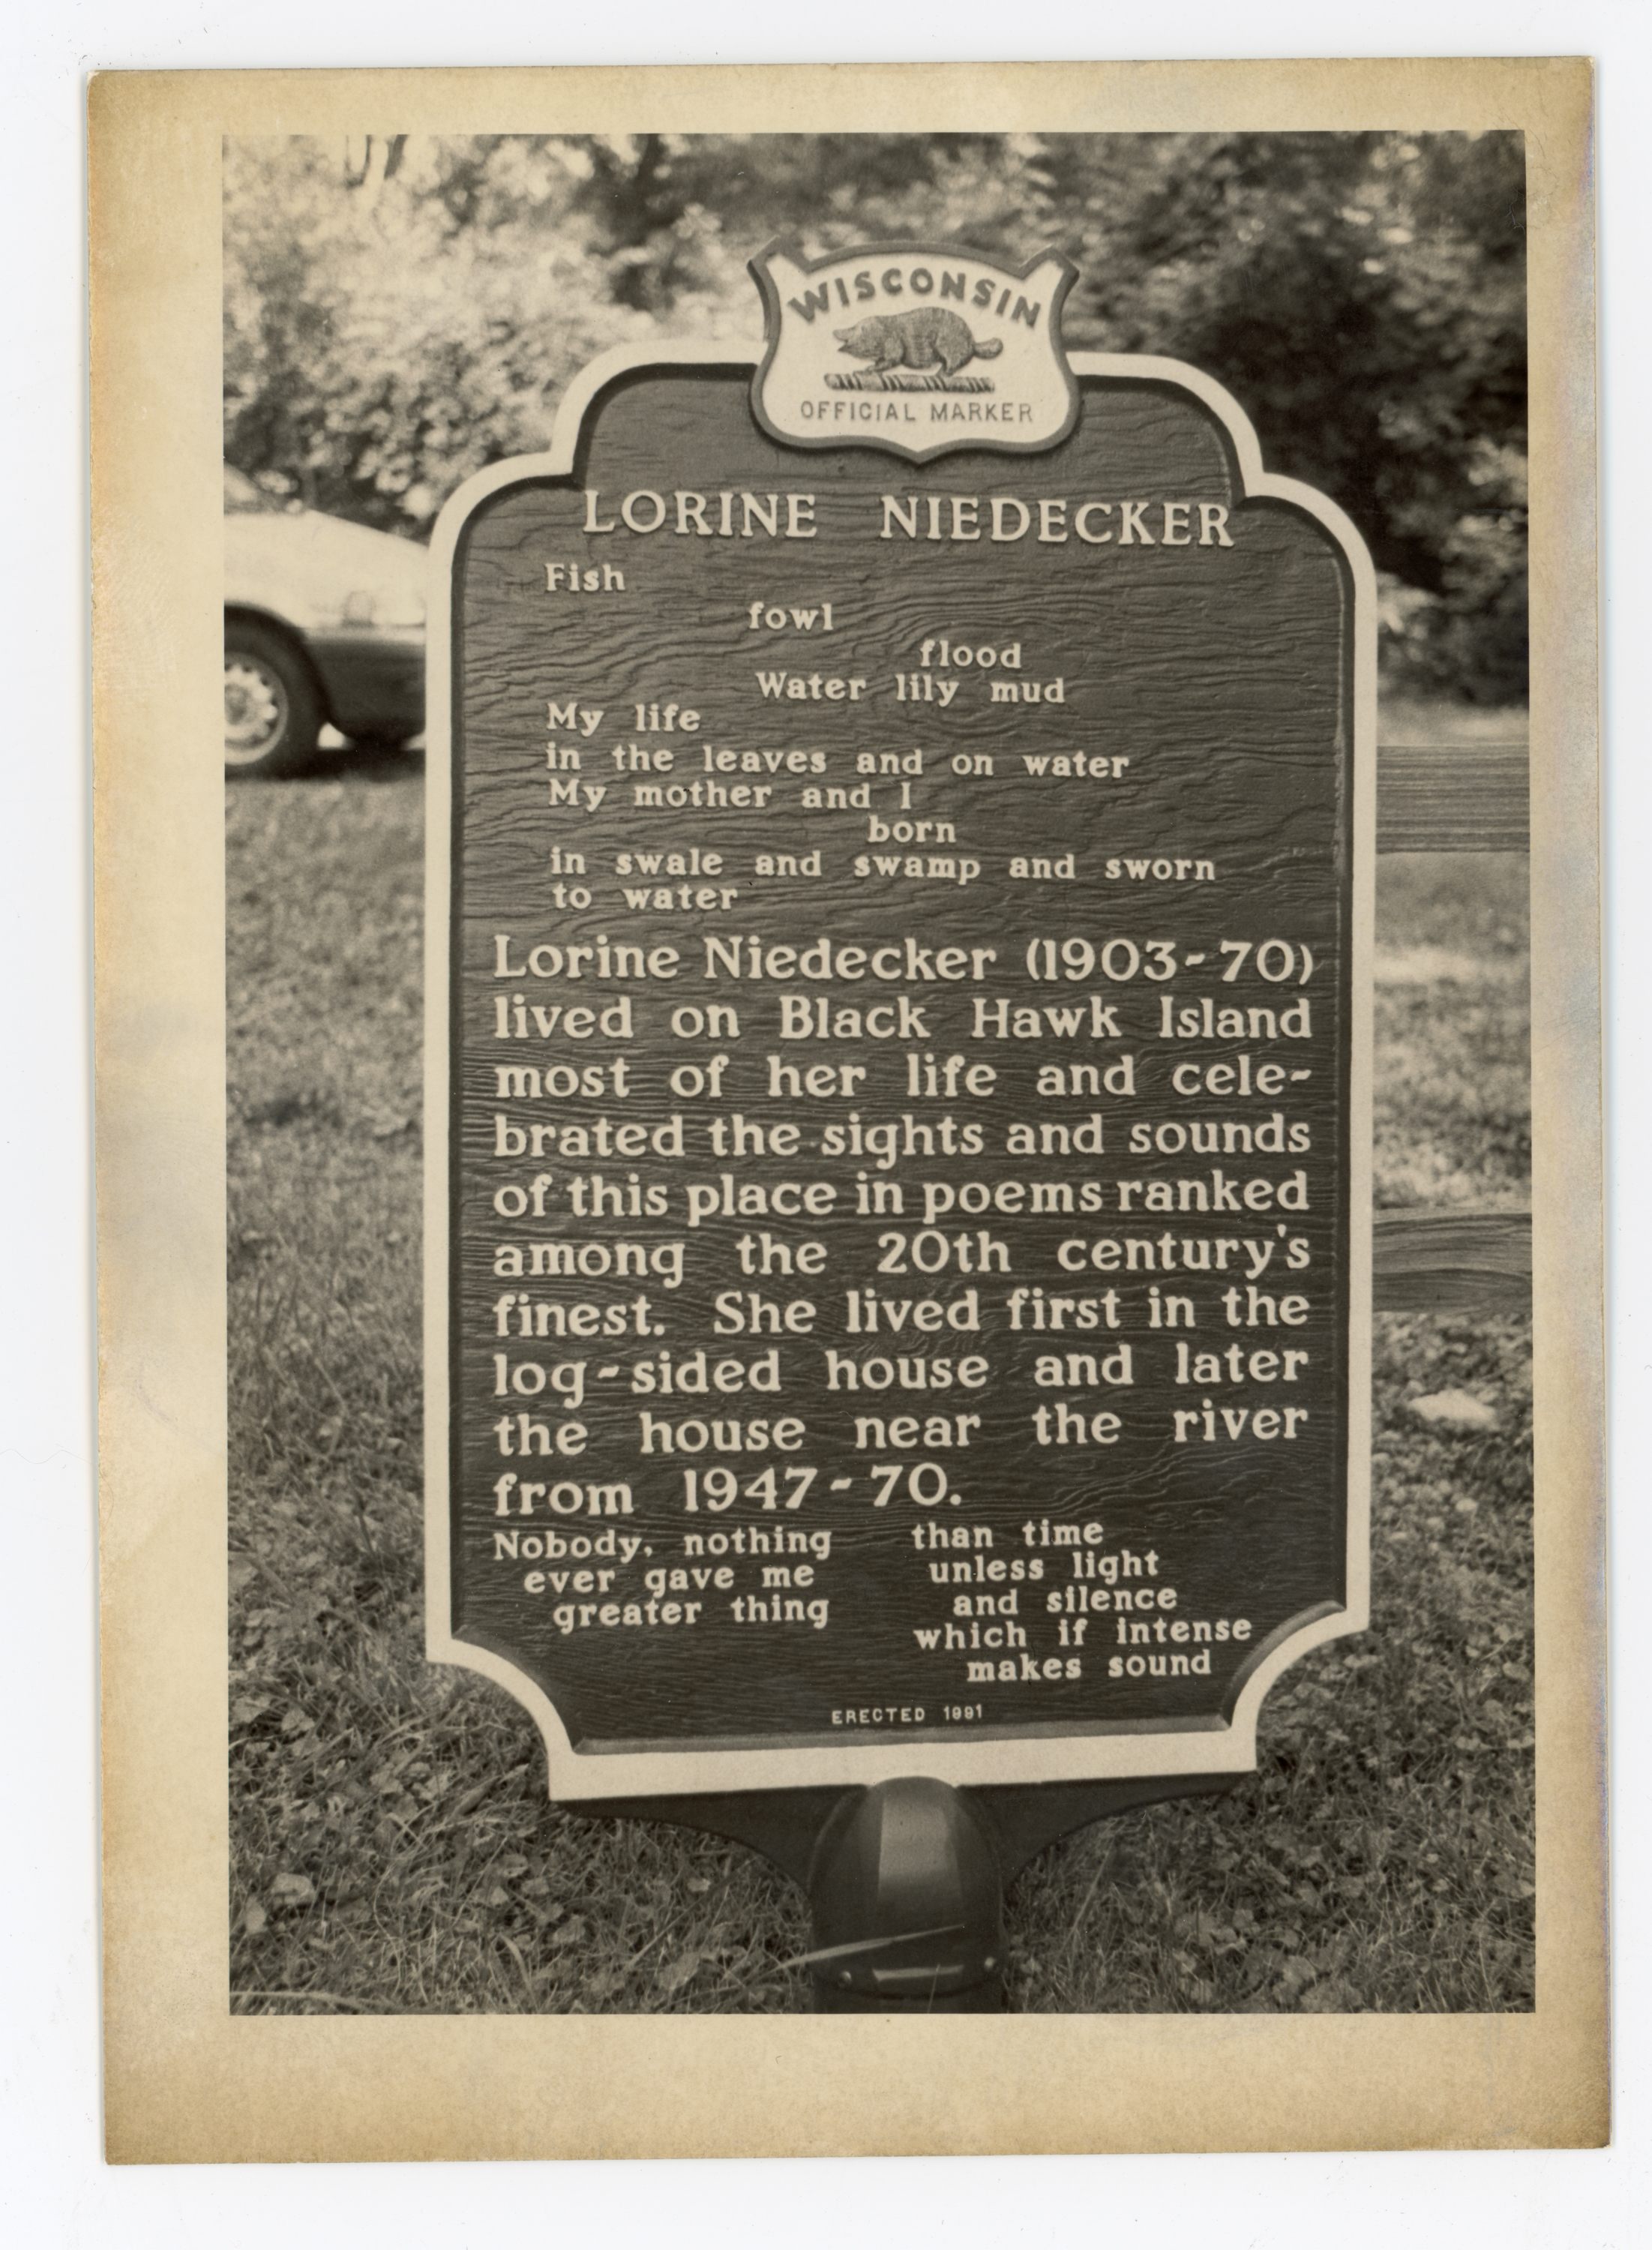 WISCONSIN
OFFICIAL MARKER
LORINE NIEDECKER
Fish
fowl
flood
Water lily mud
My life
in the leaves and on water
My mother and I
born
in swale and swamp and sworn
to water
Lorine Niedecker (1903-70)
lived on Black Hawk Island
most of her life and cele-
brated the sights and sounds
of this place in poems ranked
among the 20th century's
finest. She lived first in the
log-sided house and later
the house near the river
from 1947-70.
Nobody, nothing
ever gave me
greater thing
than time
unless light
and silence
which if intense
makes sound
ERECTED 1991